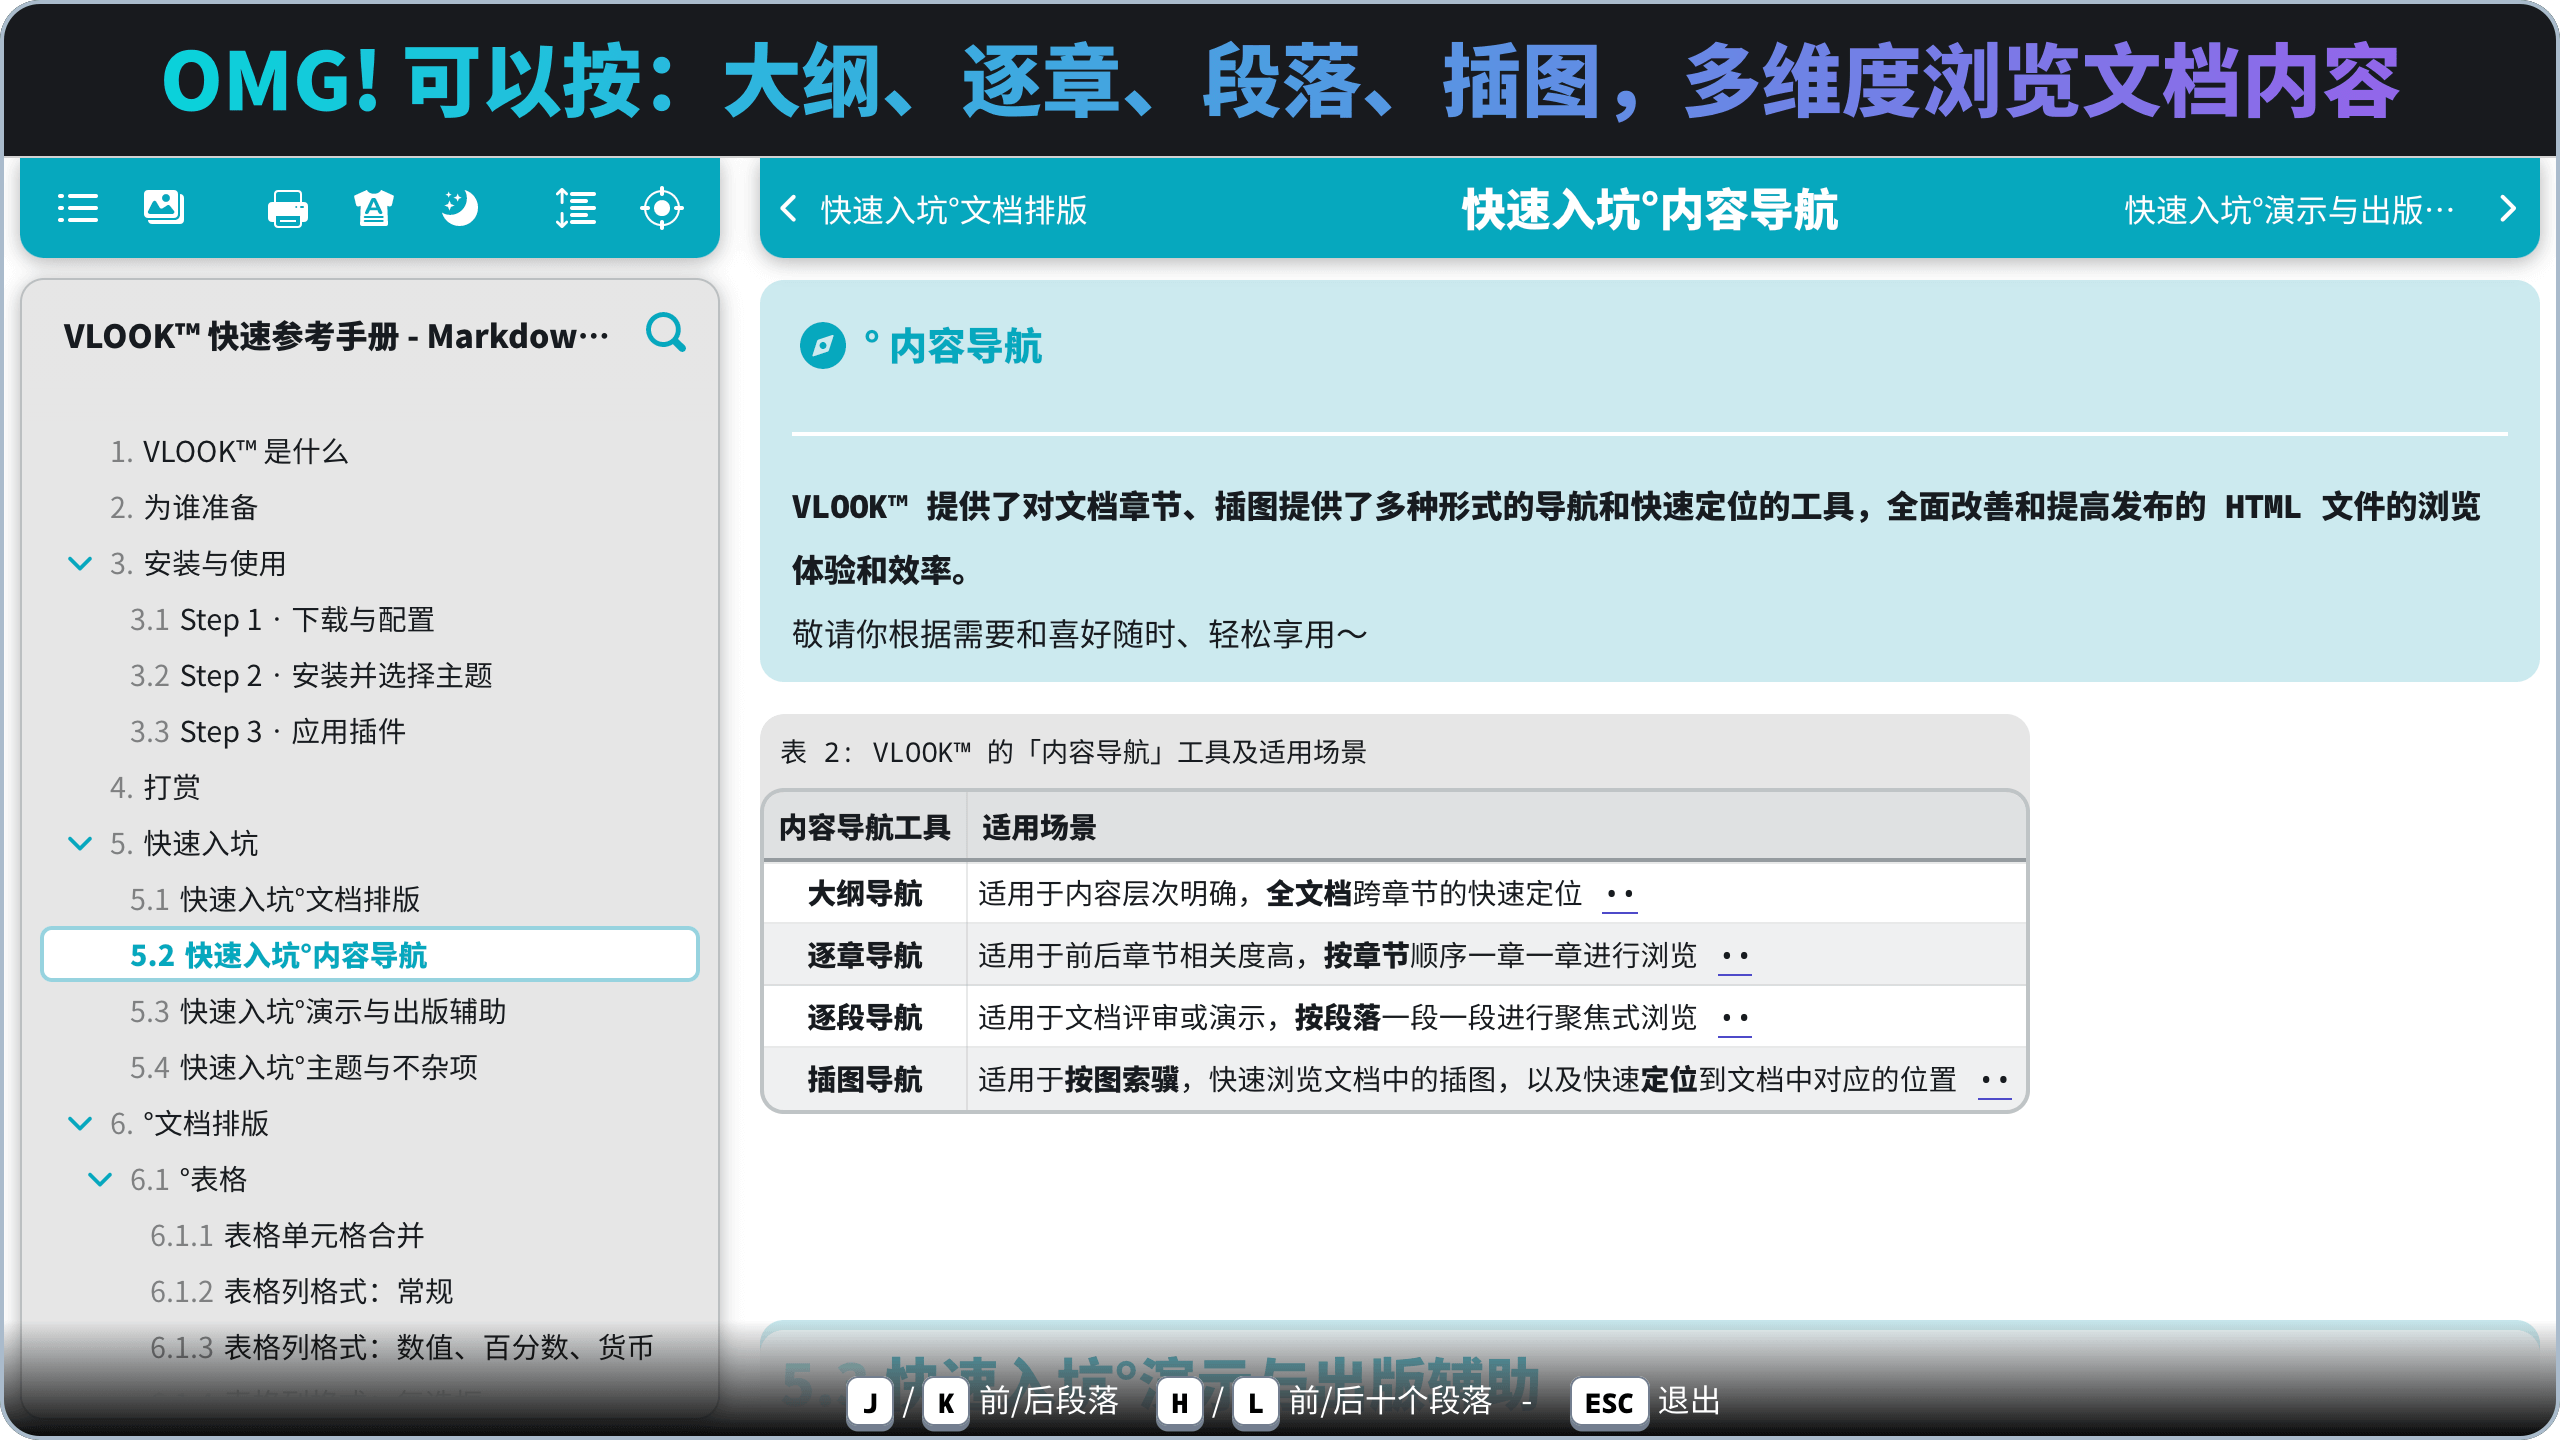 OMG! 可以按：大纲、逐章、段落、插图，多维度浏览文档内容
快速入坑°文档排版
快速入坑°内容导航
快速入坑°演示与出版…
VLOOK™ 快速参考手册 - Markdow…
1. VLOOK™ 是什么
2. 为谁准备
3. 安装与使用
3.1 Step 1 · 下载与配置
3.2 Step 2 · 安装并选择主题
3.3 Step 3 · 应用插件
4. 打赏
5. 快速入坑
5.1 快速入坑°文档排版
5.2 快速入坑°内容导航
5.3 快速入坑°演示与出版辅助
5.4 快速入坑°主题与不杂项
6. °文档排版
6.1 °表格
6.1.1 表格单元格合并
6.1.2 表格列格式：常规
6.1.3 表格列格式：数值、百分数、货币
° 内容导航
VLOOK™ 提供了对文档章节、插图提供了多种形式的导航和快速定位的工具，全面改善和提高发布的 HTML 文件的浏览
体验和效率。
敬请你根据需要和喜好随时、轻松享用～
表 2: VLOOK™ 的「内容导航」工具及适用场景
内容导航工具 适用场景
大纲导航 适用于内容层次明确，全文档跨章节的快速定位 ••
逐章导航 适用于前后章节相关度高，按章节顺序一章一章进行浏览 ••
逐段导航 适用于文档评审或演示，按段落一段一段进行聚焦式浏览 ••
插图导航 适用于按图索骥，快速浏览文档中的插图，以及快速定位到文档中对应的位置 ••
5.3 快速入坑°演示与出版辅助
J / K 前/后段落 H / L 前/后十个段落 - ESC 退出